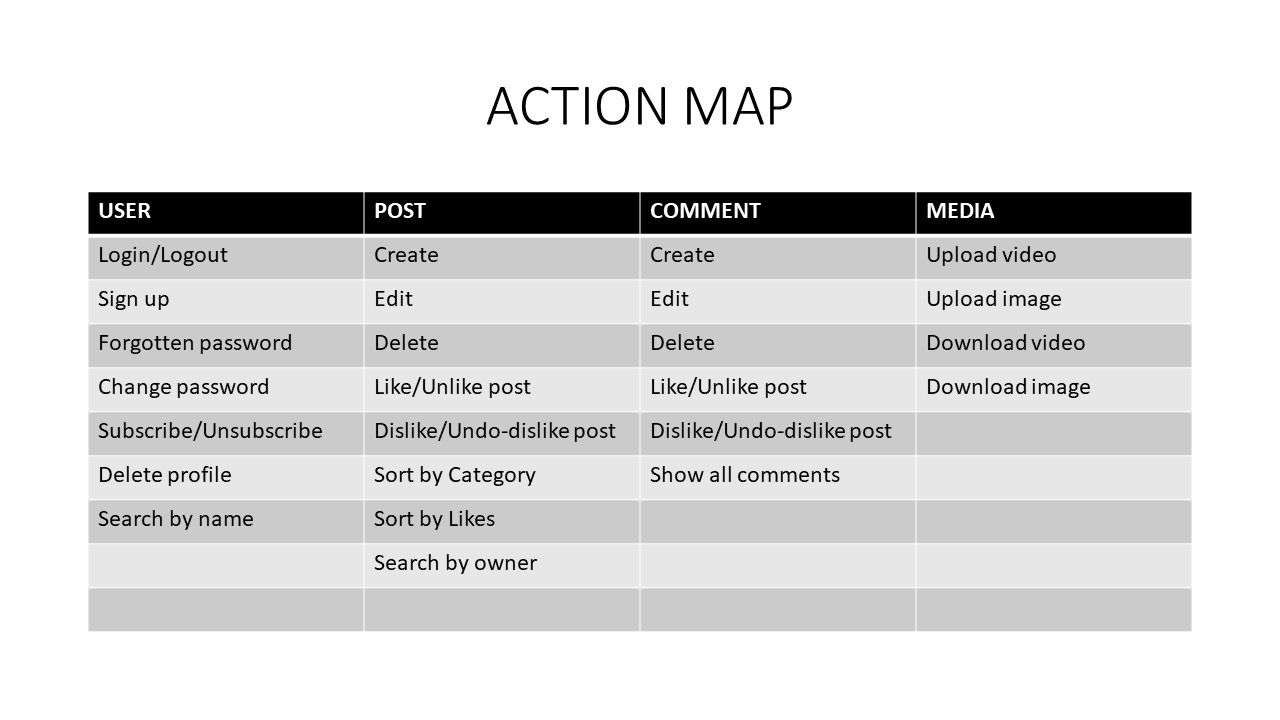 ACTION MAP
USER POST COMMENT MEDIA
Login/Logout Create Create Upload video
Sign up Edit Edit Upload image
Forgotten password Delete Delete Download video
Change password Like/Unlike post Like/Unlike post Download image
Subscribe/Unsubscribe Dislike/Undo-dislike post Dislike/Undo-dislike post
Delete profile Sort by Category Show all comments
Search by name Sort by Likes
Search by owner